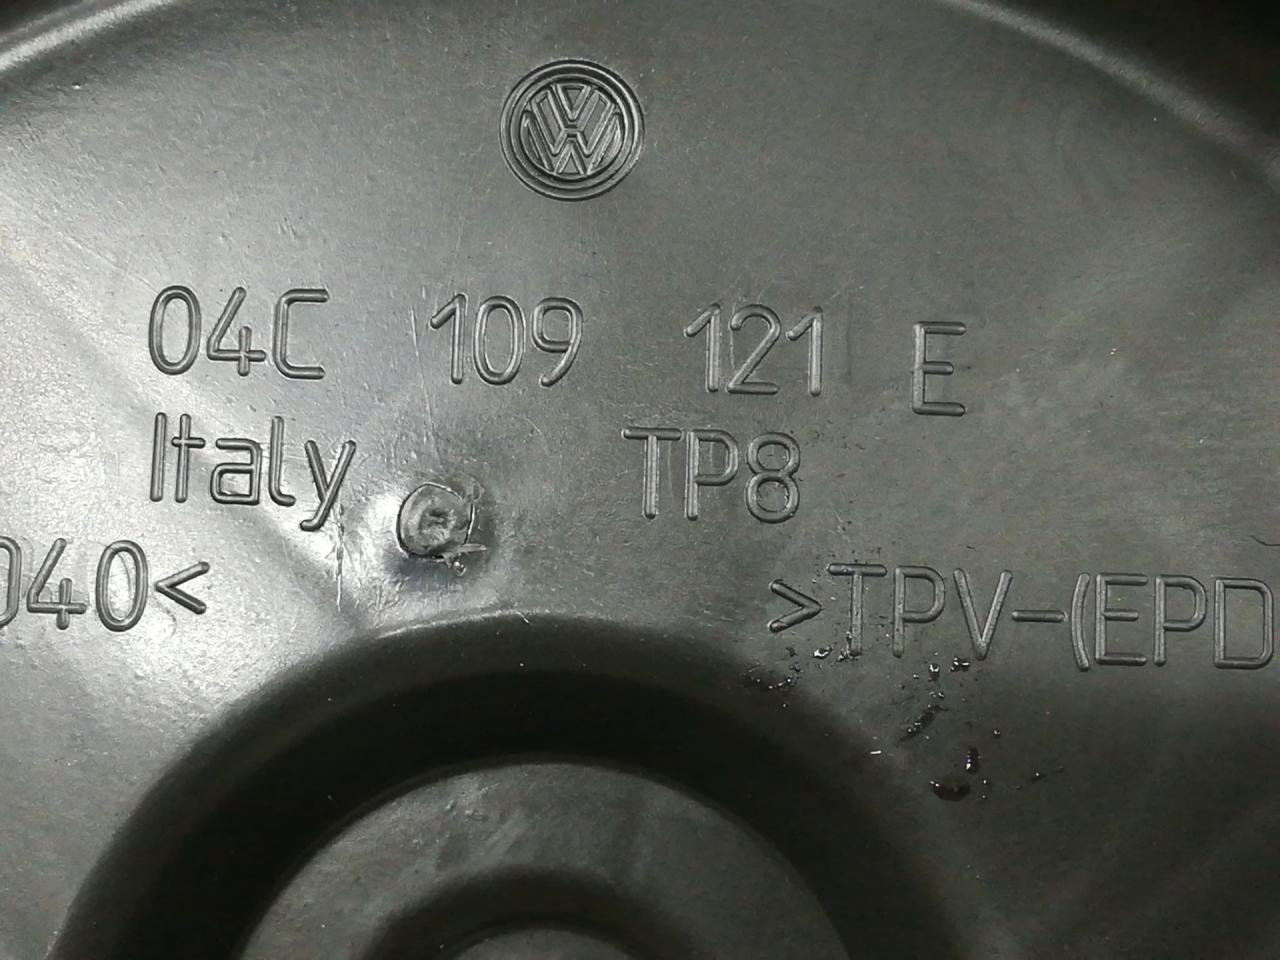 04C 109 121 E
Italy TP8
040< >TPV-(EPD